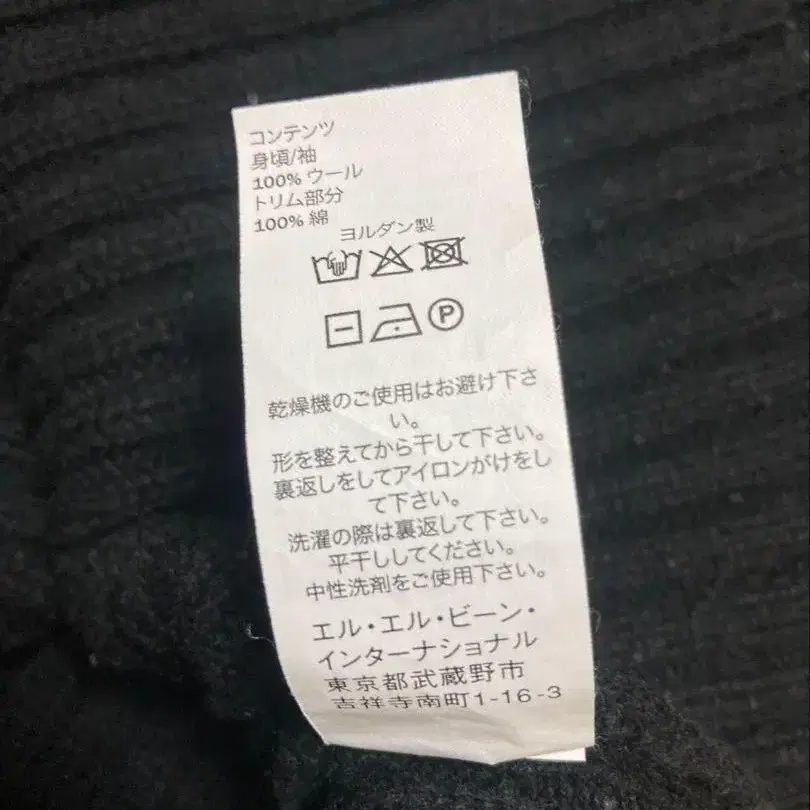 コンテンツ
身頃/袖
100% ウール
トリム部分
100% 綿
ヨルダン製
P
乾燥機のご使用はお避け下さ
い。
形を整えてから干して下さい。
裏返しをしてアイロンがけをし
て下さい。
洗濯の際は裏返して下さい。
平干ししてください。
中性洗剤をご使用下さい。
エル・エル・ビーン・
インターナショナル
東京都武蔵野市
吉祥寺南町1-16-3